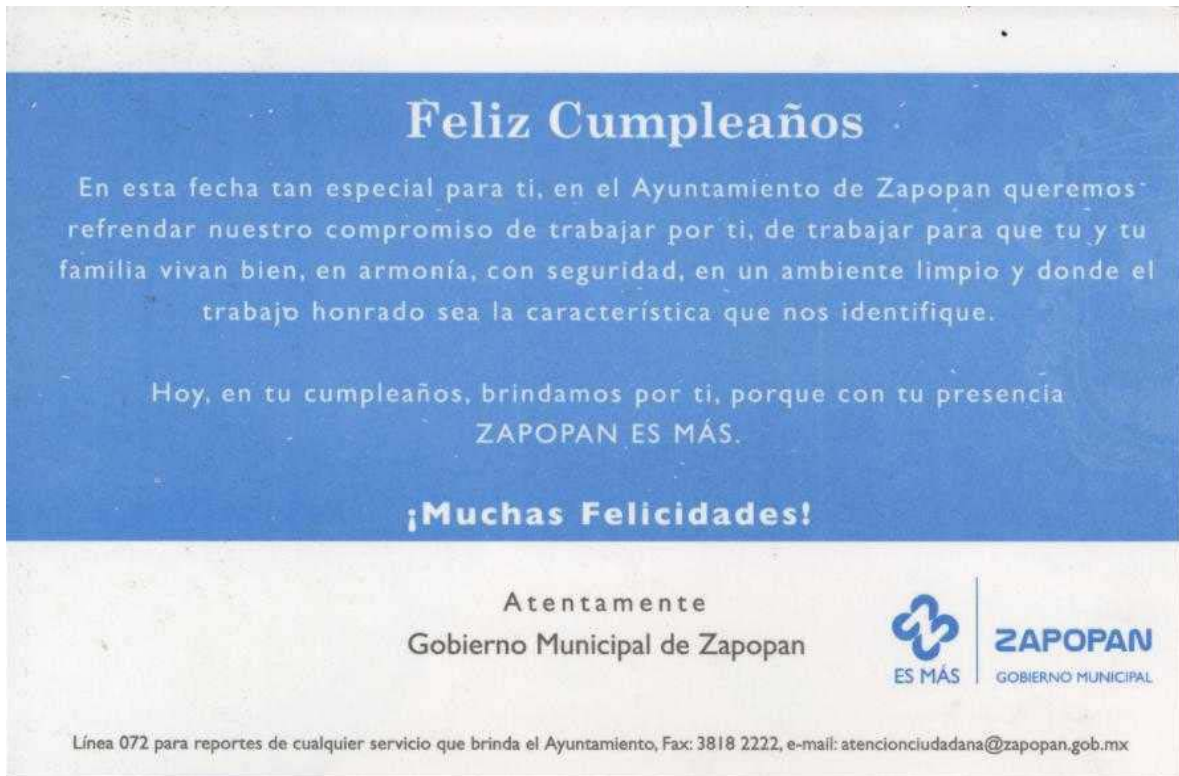 Feliz Cumpleaños
En esta fecha tan especial para ti, en el Ayuntamiento de Zapopan queremos
refrendar nuestro compromiso de trabajar por ti, de trabajar para que tu y tu
familia vivan bien, en armonía, con seguridad, en un ambiente limpio y donde el
trabajo honrado sea la característica que nos identifique.
Hoy, en tu cumpleaños, brindamos por ti, porque con tu presencia
ZAPOPAN ES MÁS.
¡Muchas Felicidades!
Atentamente
Gobierno Municipal de Zapopan
ES MÁS
ZAPOPAN
GOBIERNO MUNICIPAL
Línea 072 para reportes de cualquier servicio que brinda el Ayuntamiento, Fax: 3818 2222, e-mail: atencionciudadana@zapopan.gob.mx